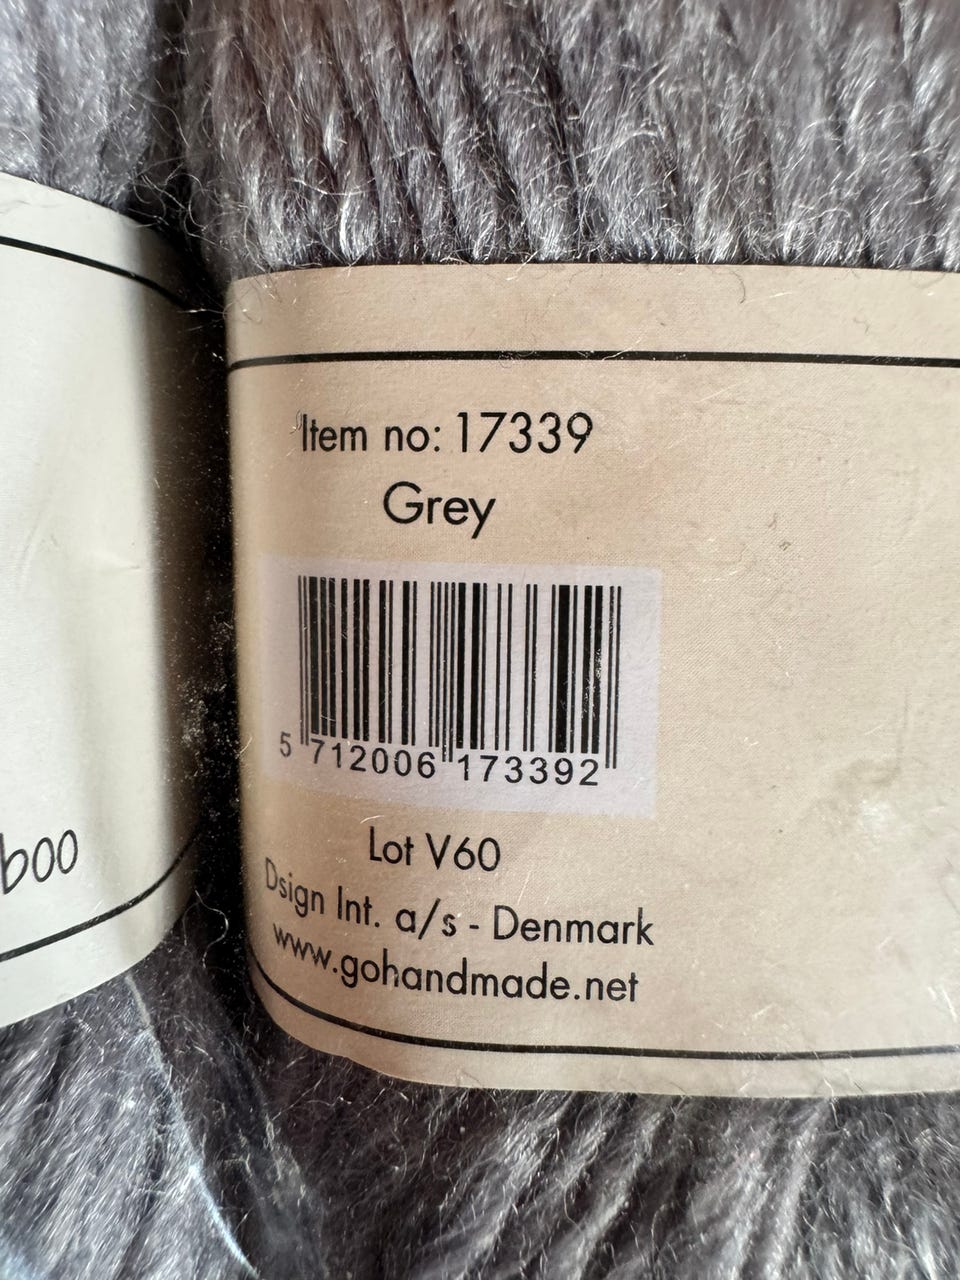 Item no: 17339
Grey
5 712006 173392
Lot V60
Dsign Int. a/s - Denmark
www.gohandmade.net
boo